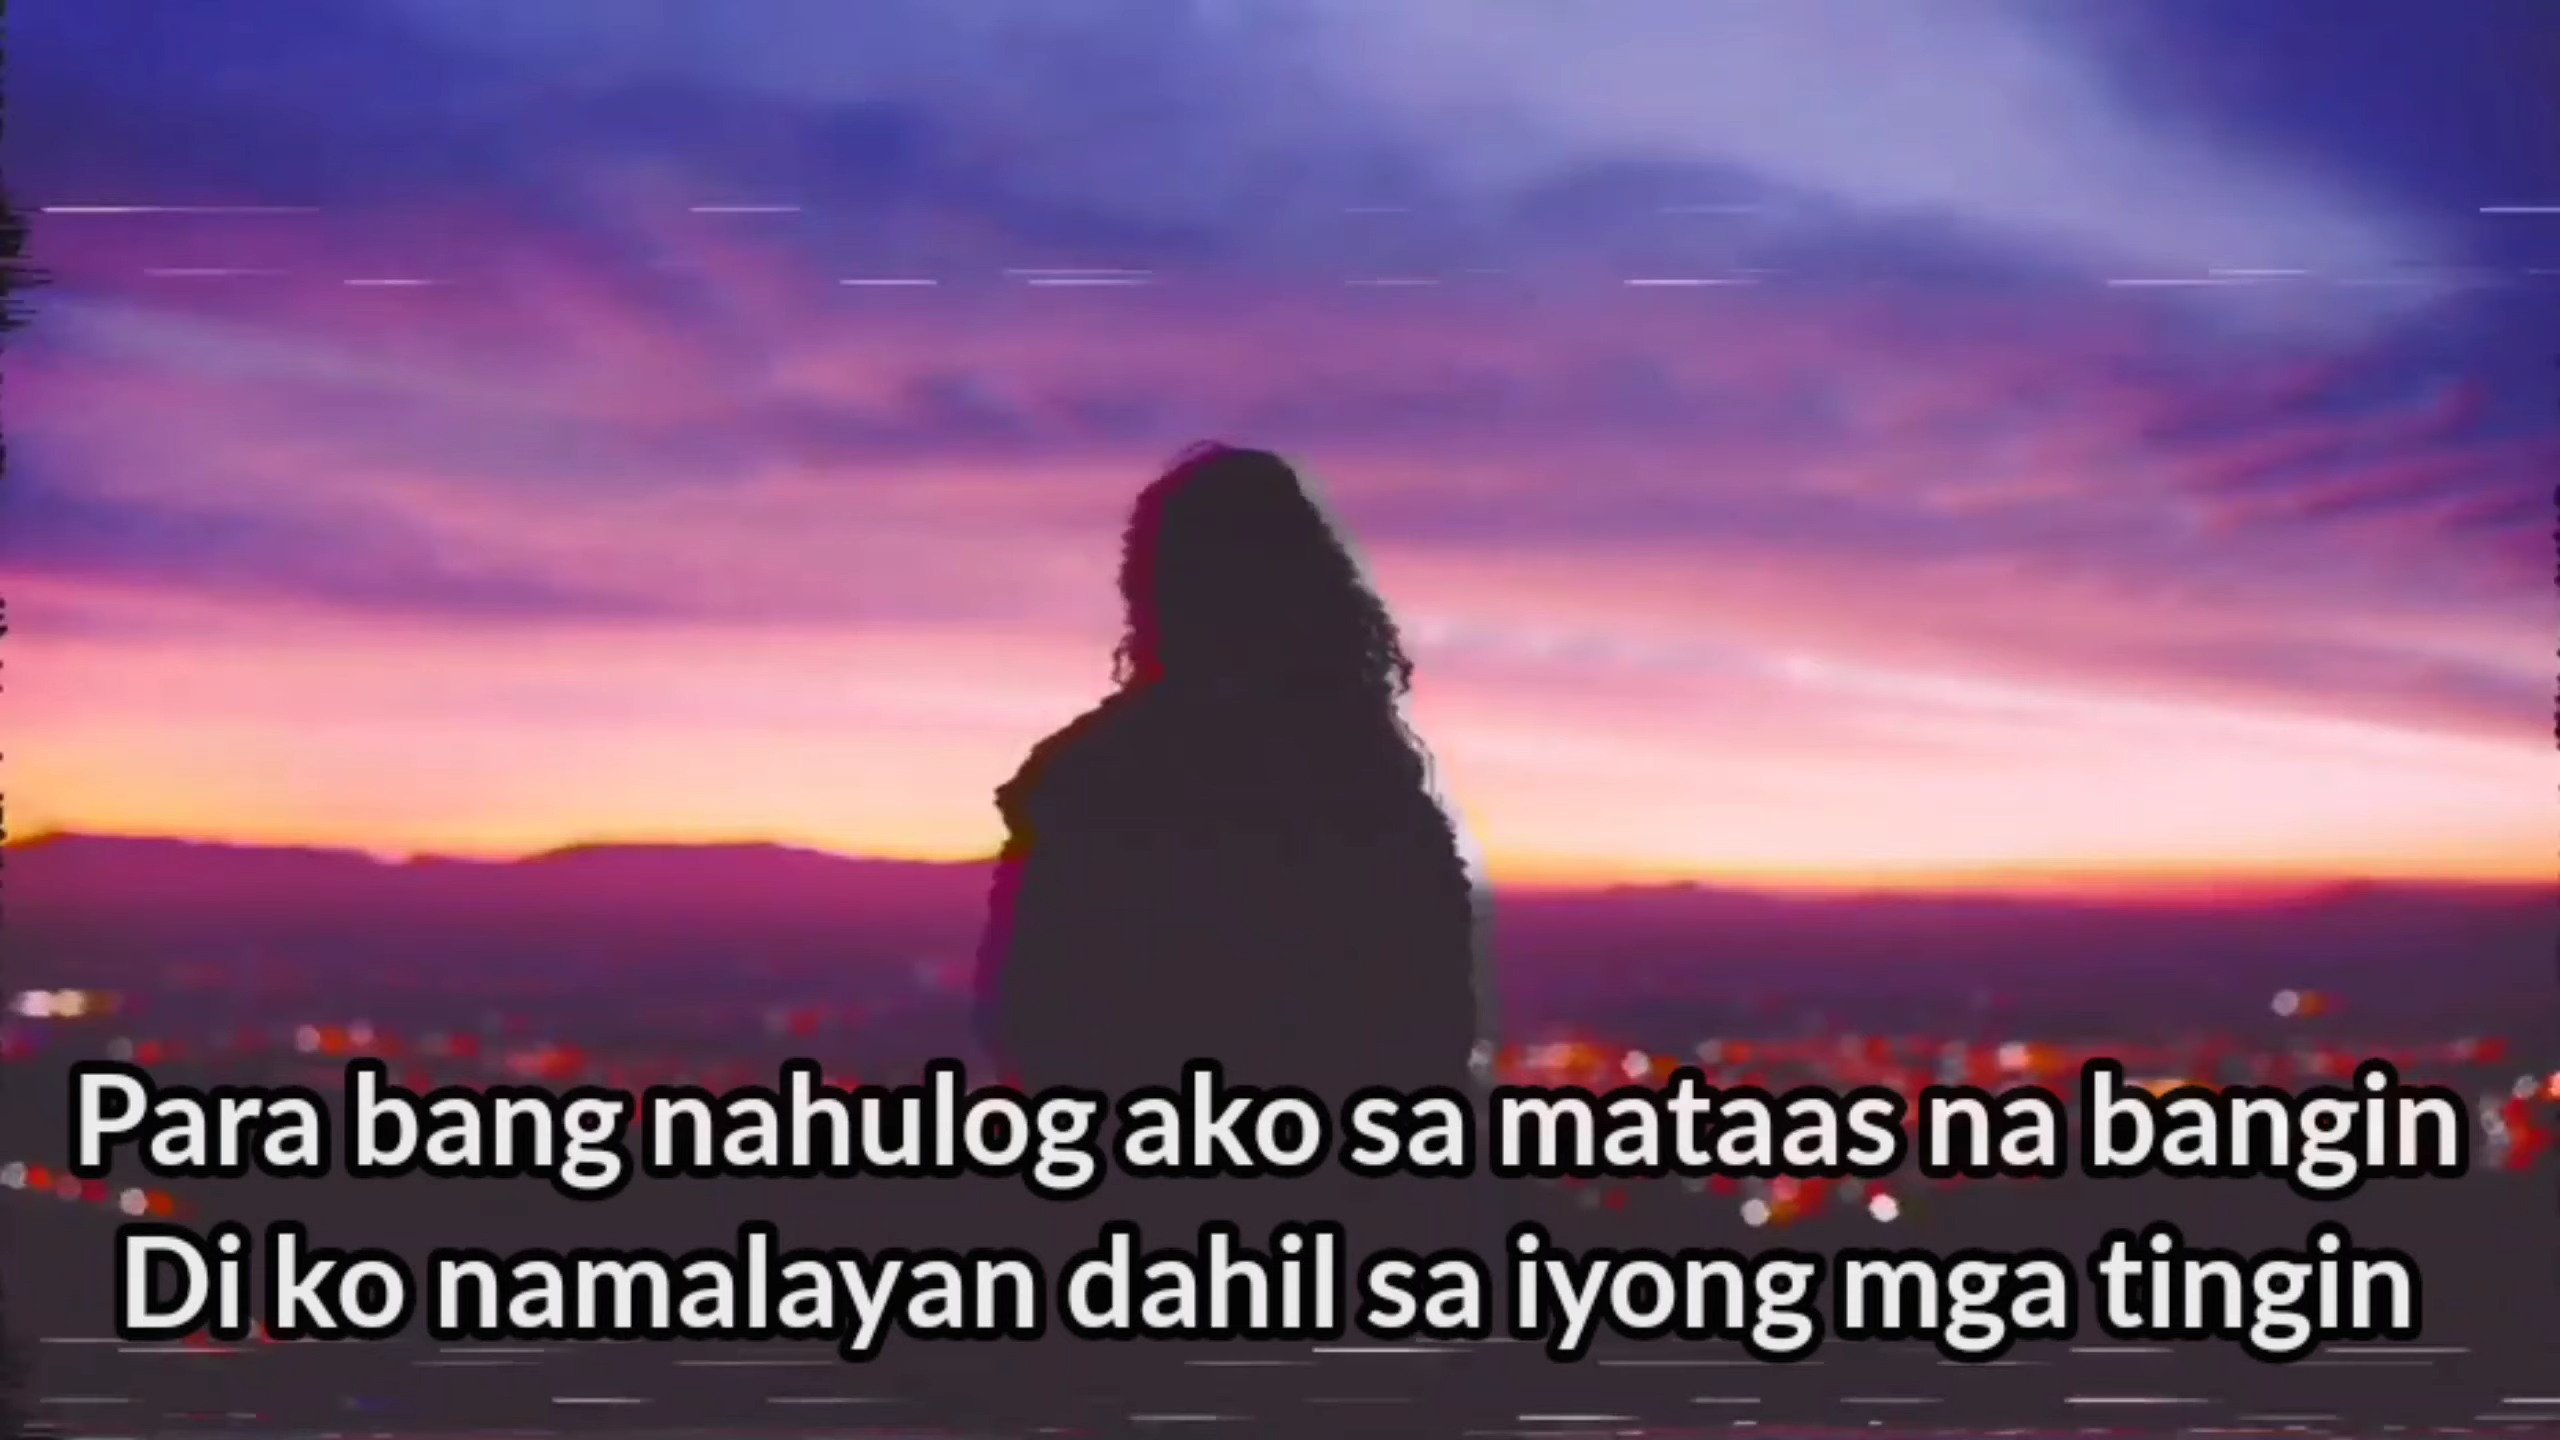 Para bang nahulog ako sa mataas na bangin
Di ko namalayan dahil sa iyong mga tingin